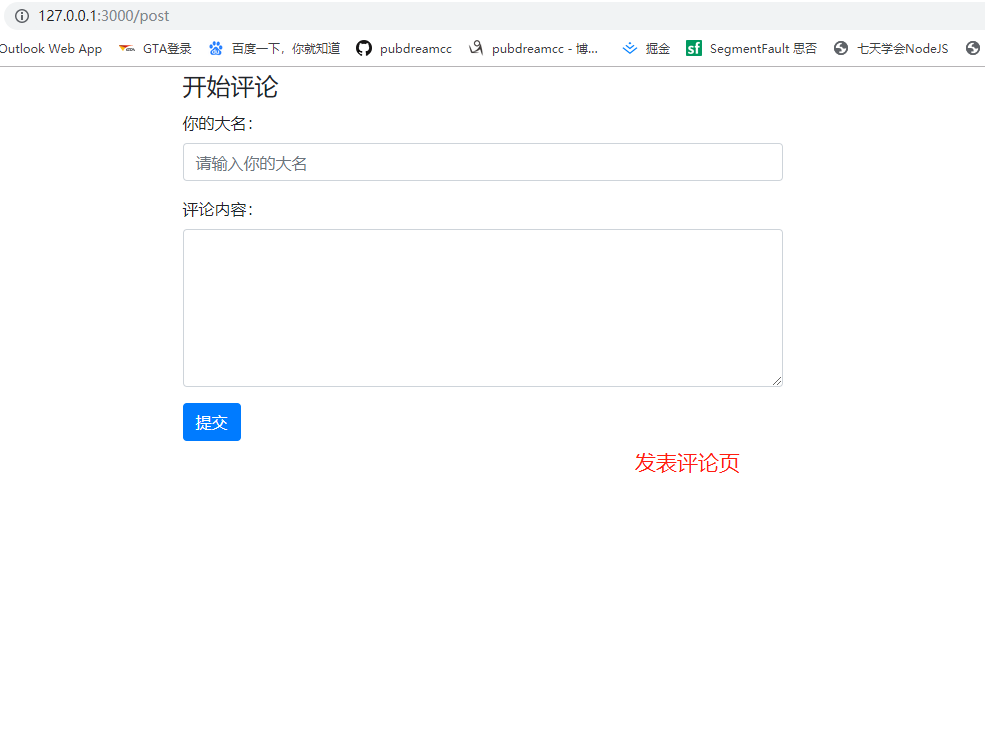 127.0.0.1:3000/post
Outlook Web App GTA登录 百度一下，你就知道 pubdreamcc pubdreamcc - 博... 掘金 sf SegmentFault 思否 七天学会NodeJS
开始评论
你的大名：
请输入你的大名
评论内容：
提交
发表评论页